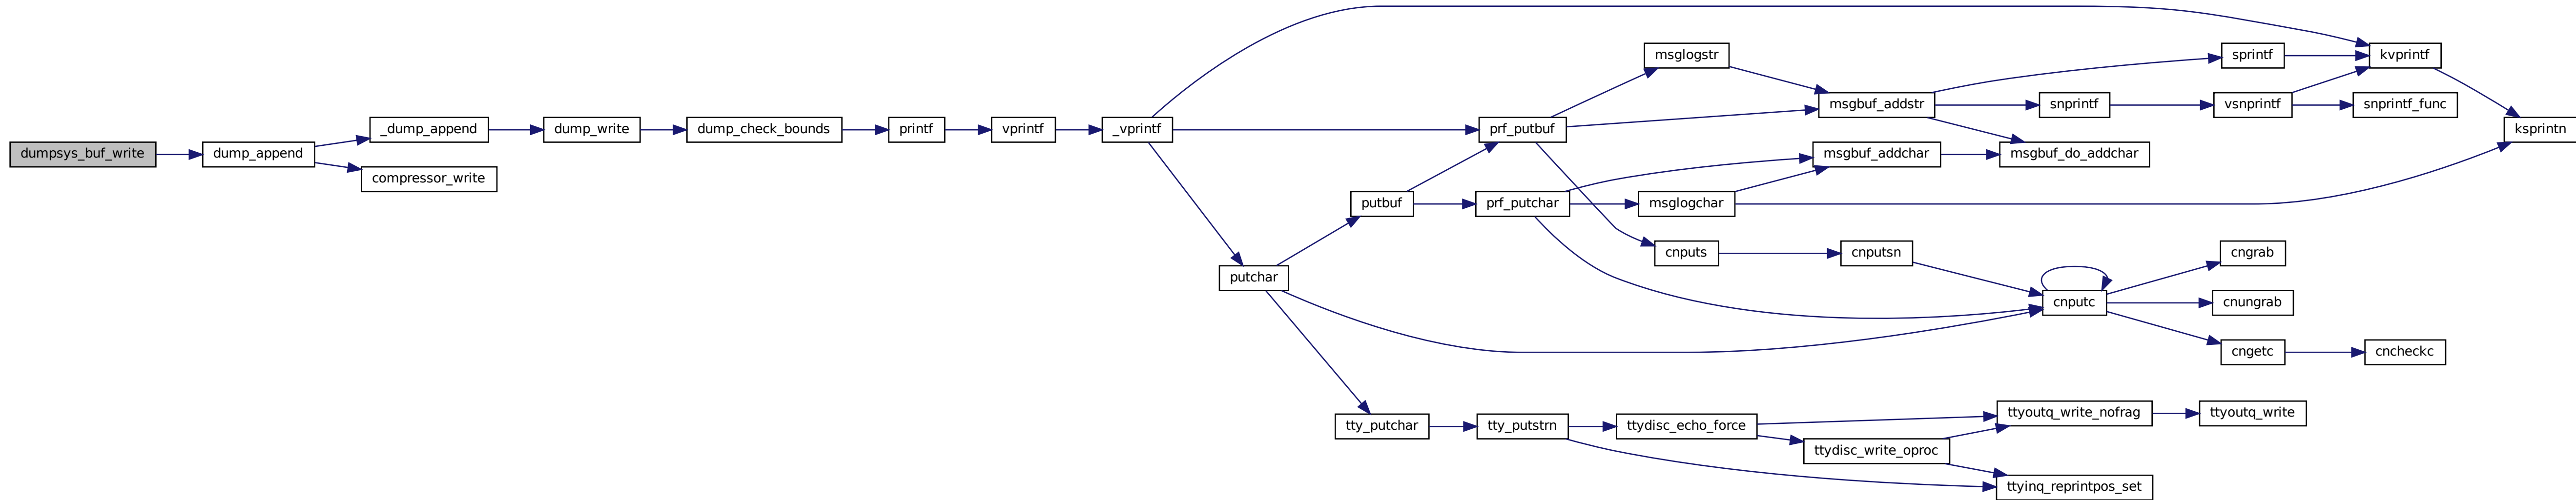 dumpsys_buf_write
dump_append
_dump_append
compressor_write
dump_write
dump_check_bounds
printf
vprintf
_vprintf
putchar
putbuf
tty_putchar
prf_putbuf
prf_putchar
tty_putstrn
msglogstr
msglogchar
cnputs
ttydisc_echo_force
msgbuf_addstr
msgbuf_addchar
cnputsn
ttydisc_write_oproc
snprintf
msgbuf_do_addchar
cnputc
ttyoutq_write_nofrag
ttyinq_reprintpos_set
sprintf
vsnprintf
cngrab
cnungrab
cngetc
ttyoutq_write
kvprintf
snprintf_func
cncheckc
ksprintn